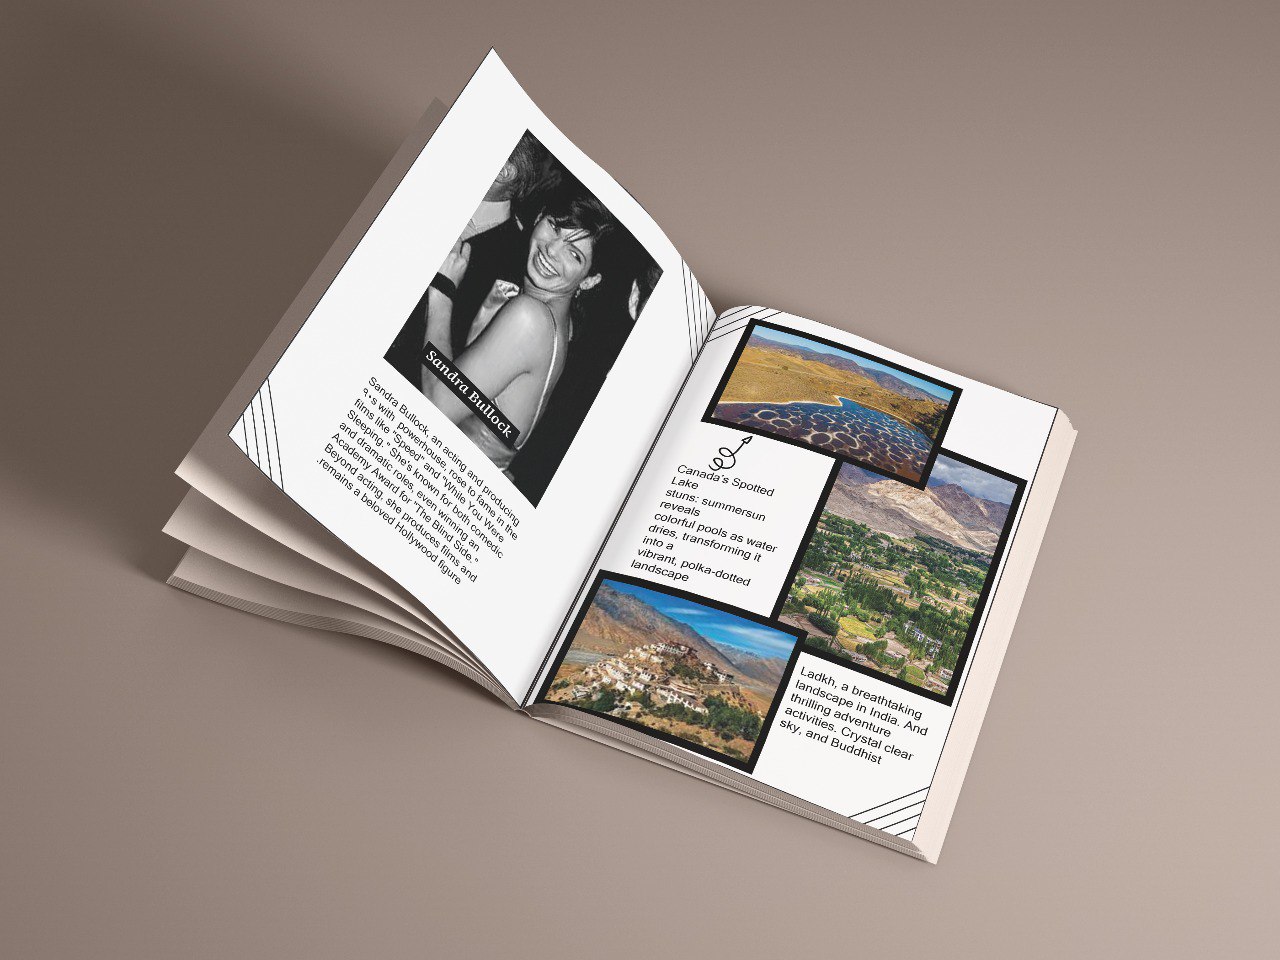 Sandra Bullock
Sandra Bullock, an acting and producing
٩٠s with  powerhouse, rose to fame in the
films like "Speed" and "While You Were
Sleeping." She's known for both comedic
and dramatic roles, even winning an
Academy Award for "The Blind Side."
Beyond acting, she produces films and
.remains a beloved Hollywood figure
Canada's Spotted
Lake
stuns: summersun
reveals
colorful pools as water
dries, transforming it
into a
vibrant, polka-dotted
landscape
Ladkh, a breathtaking
landscape in India. And
thrilling adventure
activities. Crystal clear
sky, and Buddhist